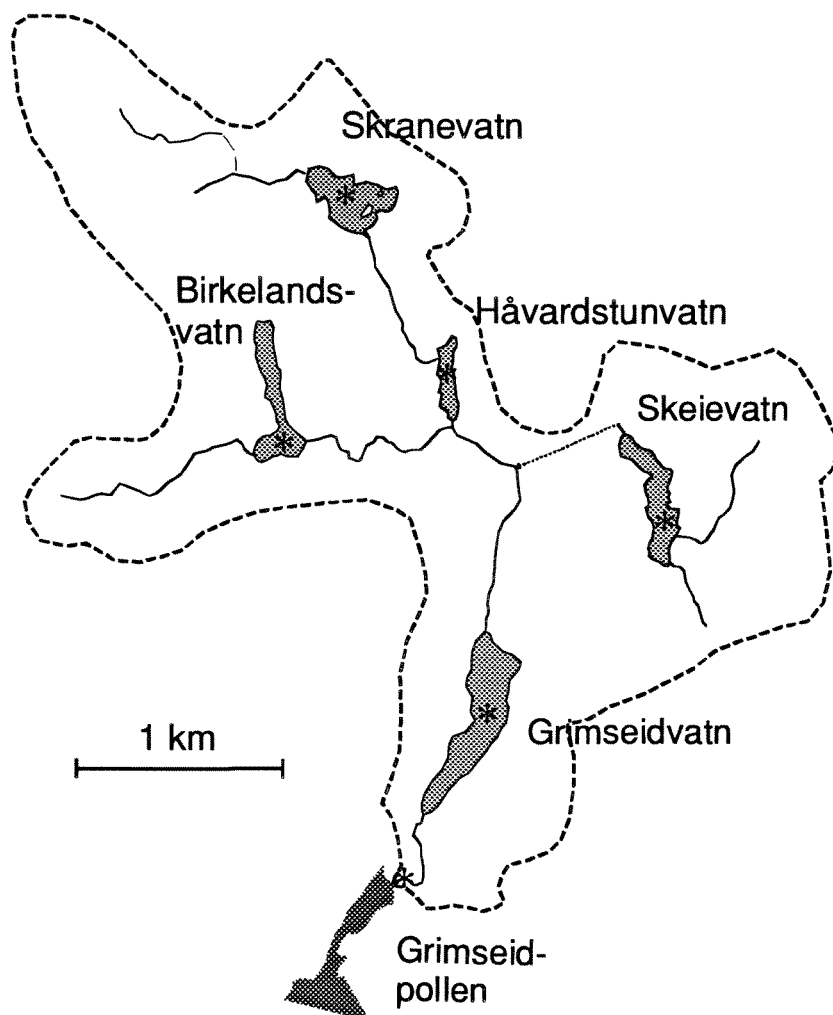 Skranevatn
Birkelands-
vatn
Håvardstunvatn
Skeievatn
Grimseidvatn
1 km
Grimseid-
pollen